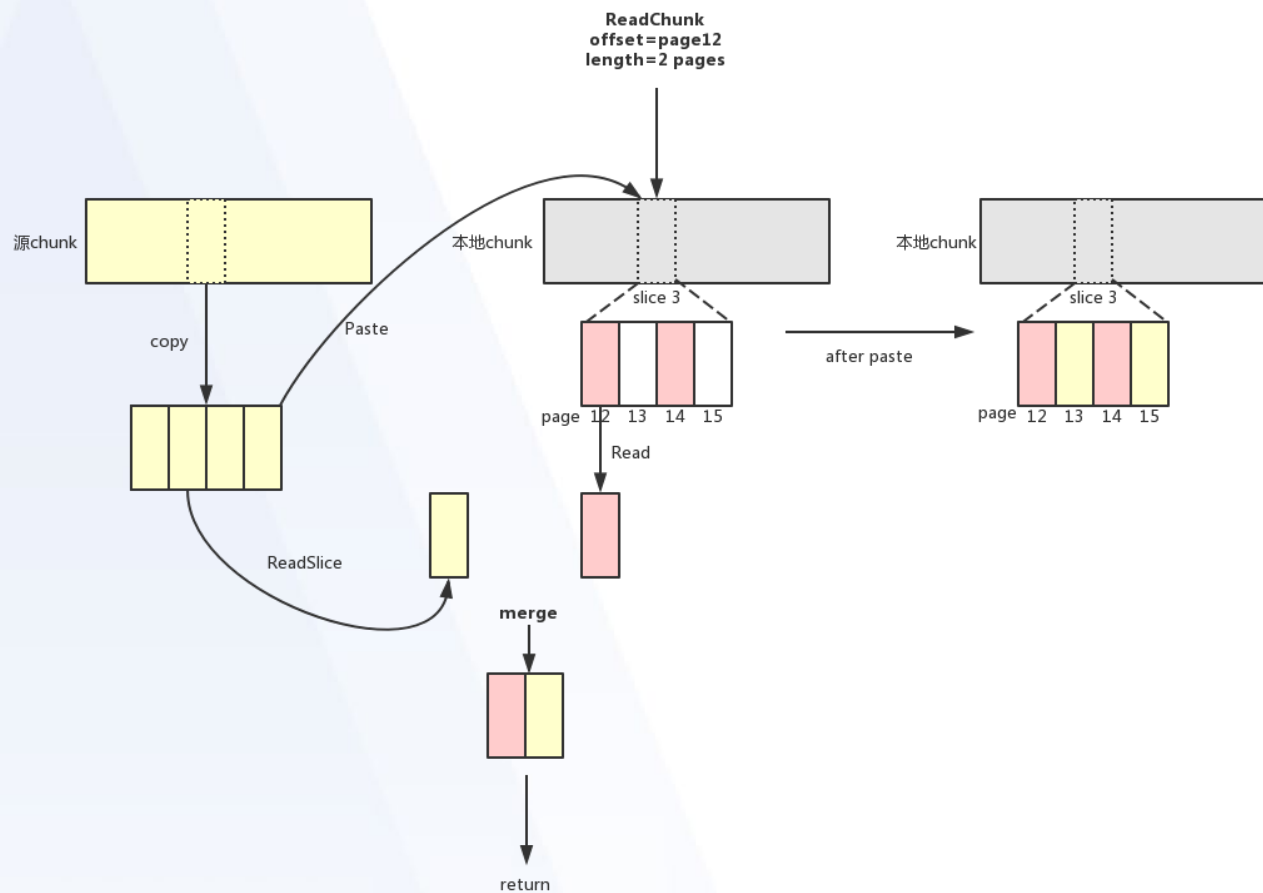 ReadChunk
offset=page12
length=2 pages
源chunk
本地chunk
本地chunk
slice 3
slice 3
copy
Paste
after paste
page 12 13 14 15
page 12 13 14 15
Read
ReadSlice
merge
return